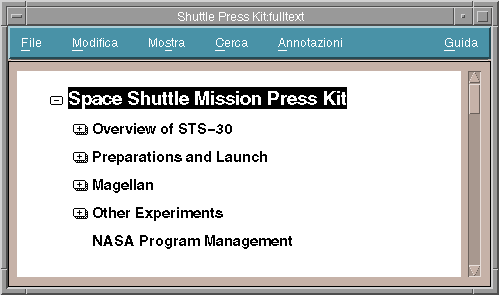 Shuttle Press Kit:fulltext
File Modifica Mostra Cerca Annotazioni Guida
Space Shuttle Mission Press Kit
Overview of STS-30
Preparations and Launch
Magellan
Other Experiments
NASA Program Management